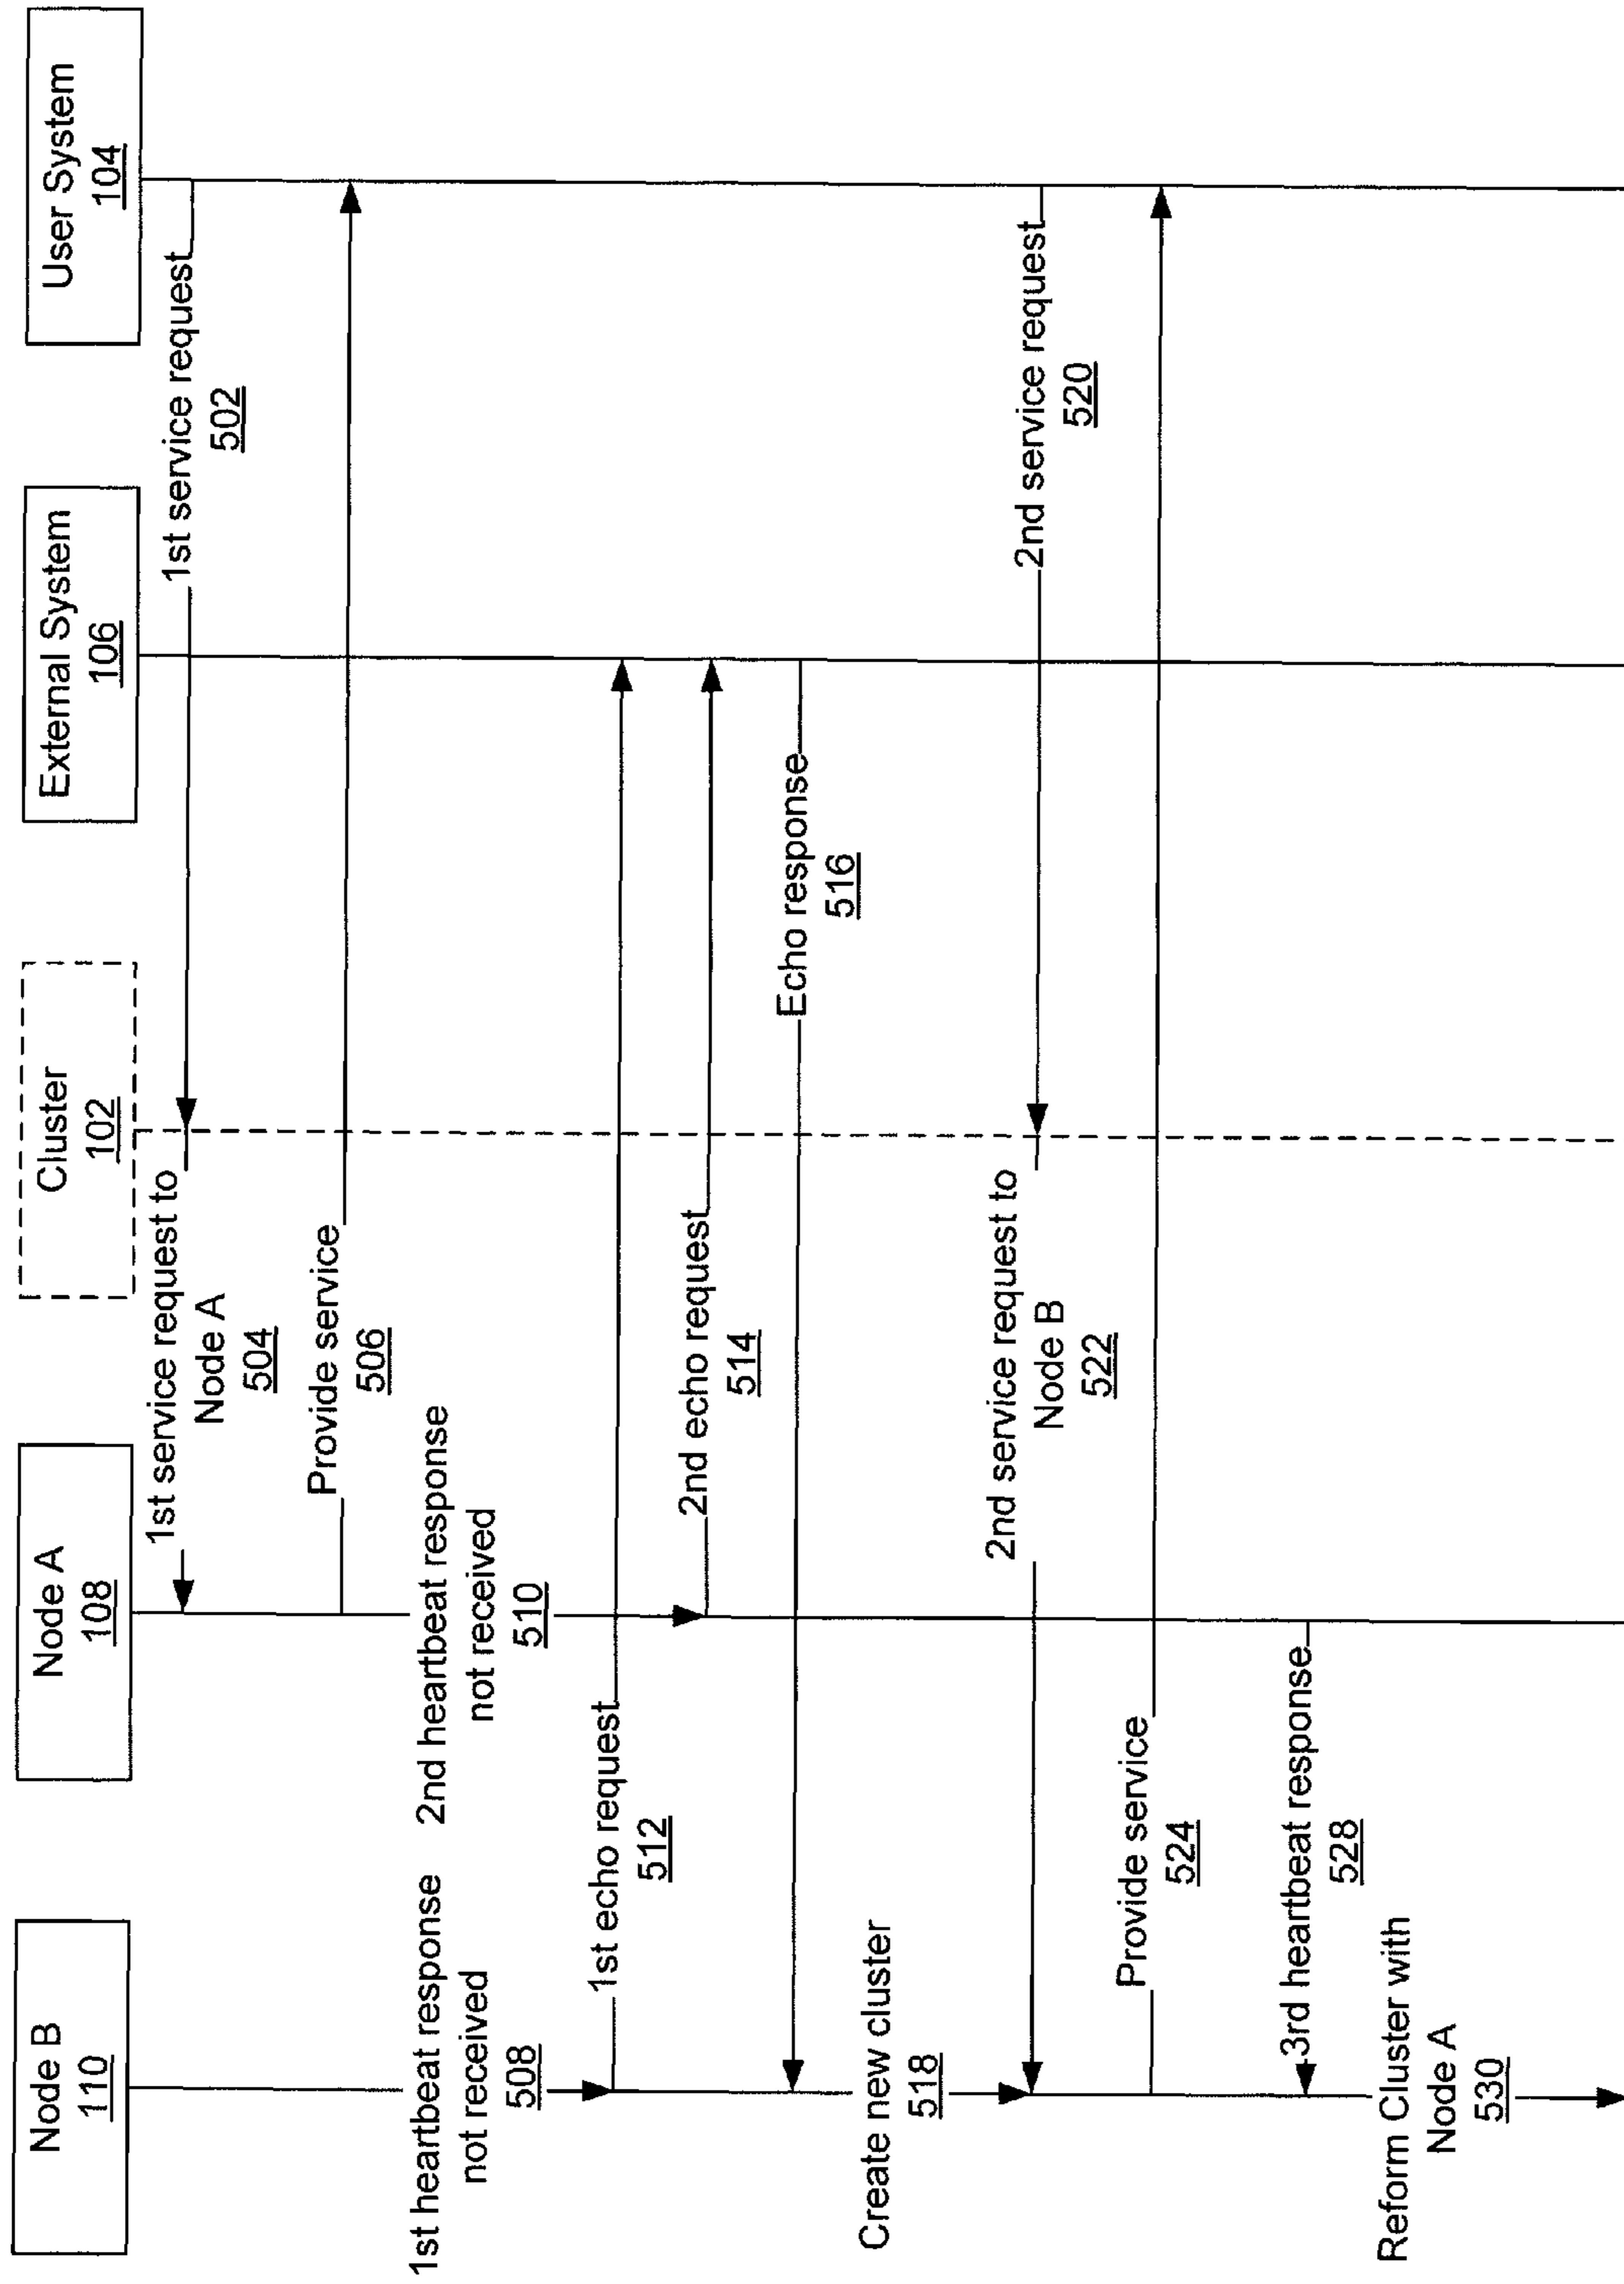 Node B
110
Node A
108
Cluster
102
External System
106
User System
104
1st service request
502
1st service request to
Node A
504
Provide service
506
1st heartbeat response
not received
508
2nd heartbeat response
not received
510
1st echo request
512
2nd echo request
514
Echo response
516
Create new cluster
518
2nd service request
520
2nd service request to
Node B
522
Provide service
524
3rd heartbeat response
528
Reform Cluster with
Node A
530